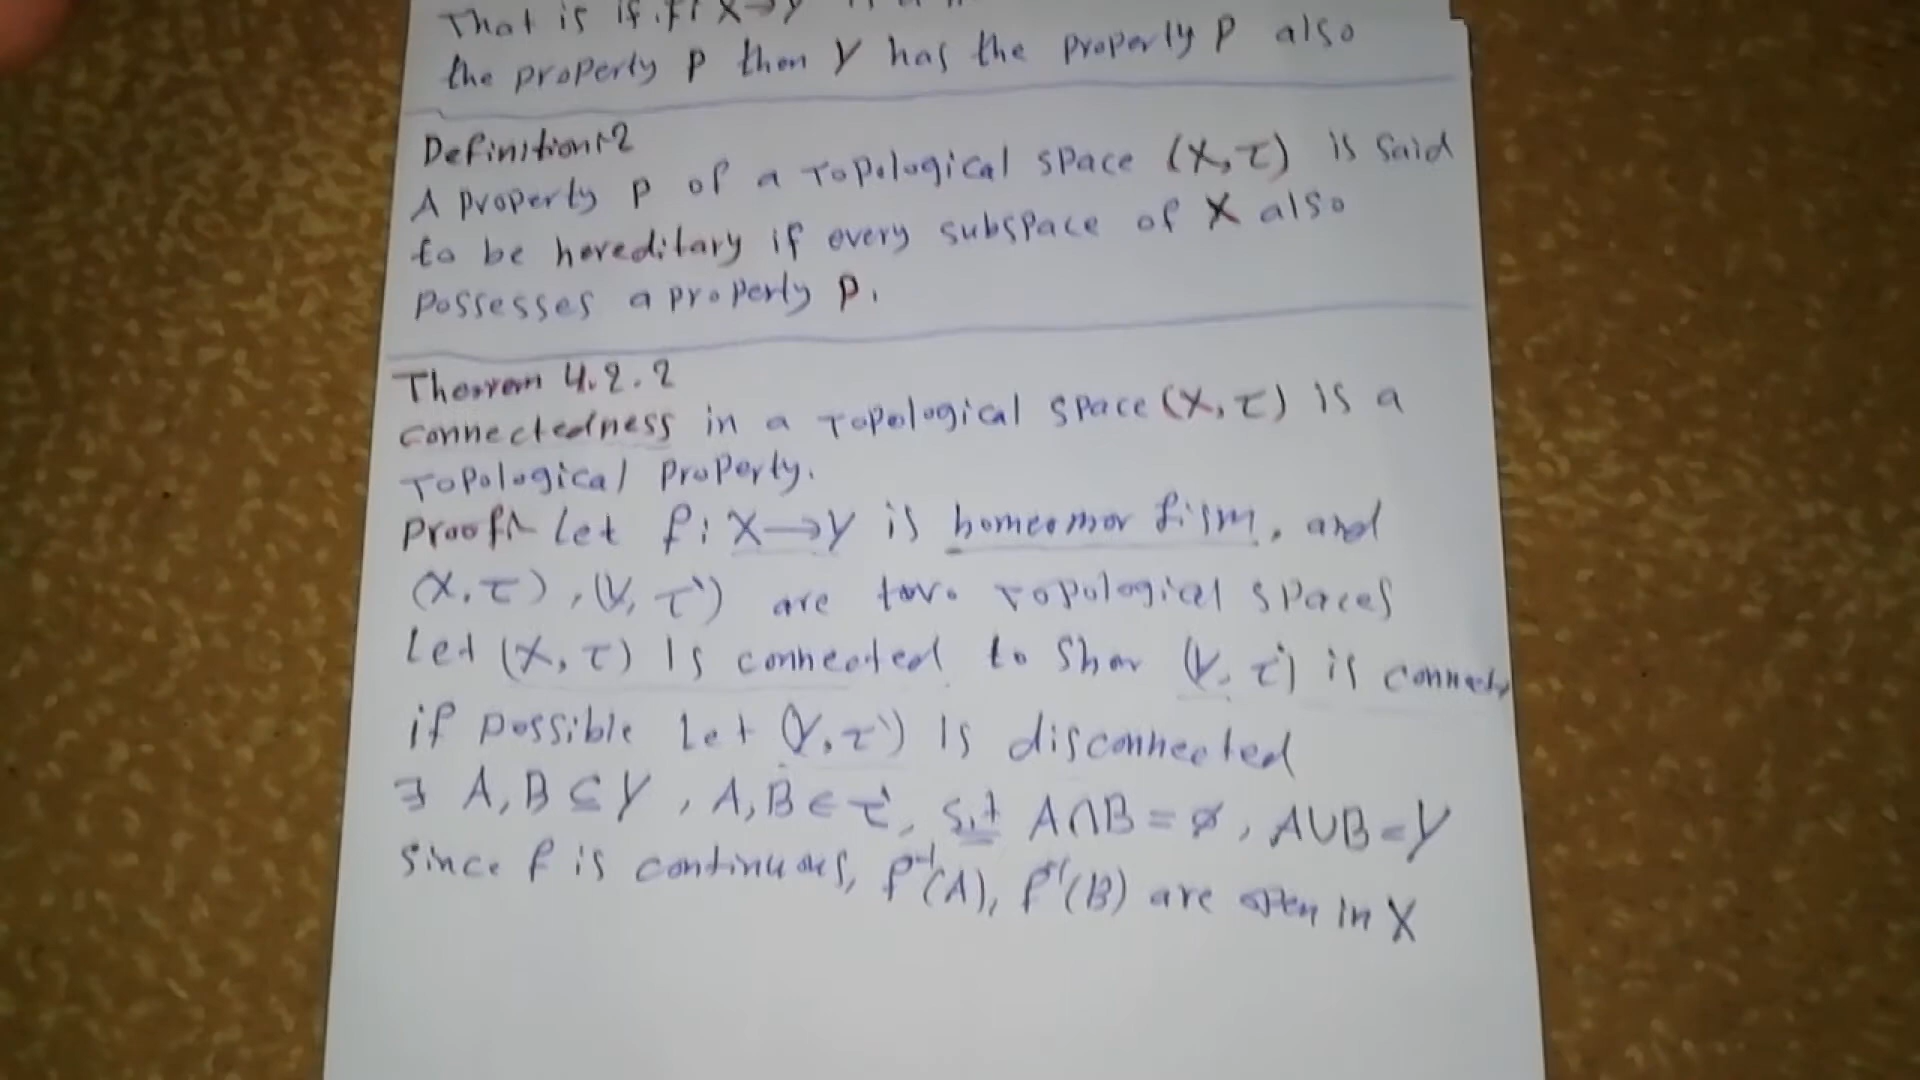 That is if f: X→Y
the property P then Y has the property P also
Definition:2
A property P of a Topological space (X,τ) is said
to be hereditary if every subspace of X also
possesses a property P.
Theorem 4.2.2
connectedness in a Topological space (X,τ) is a
Topological property.
Proof:- Let f: X→Y is homeomorfism, and
(X,τ), (Y,τ') are two Topological spaces
Let (X,τ) Is connected to show (Y,τ') is connect
if possible Let (Y,τ') Is disconnected
∃ A,B ⊆ Y, A,B ∈ τ', s.t A∩B = ∅, A∪B = Y
since f is continuous, f⁻¹(A), f⁻¹(B) are open in X